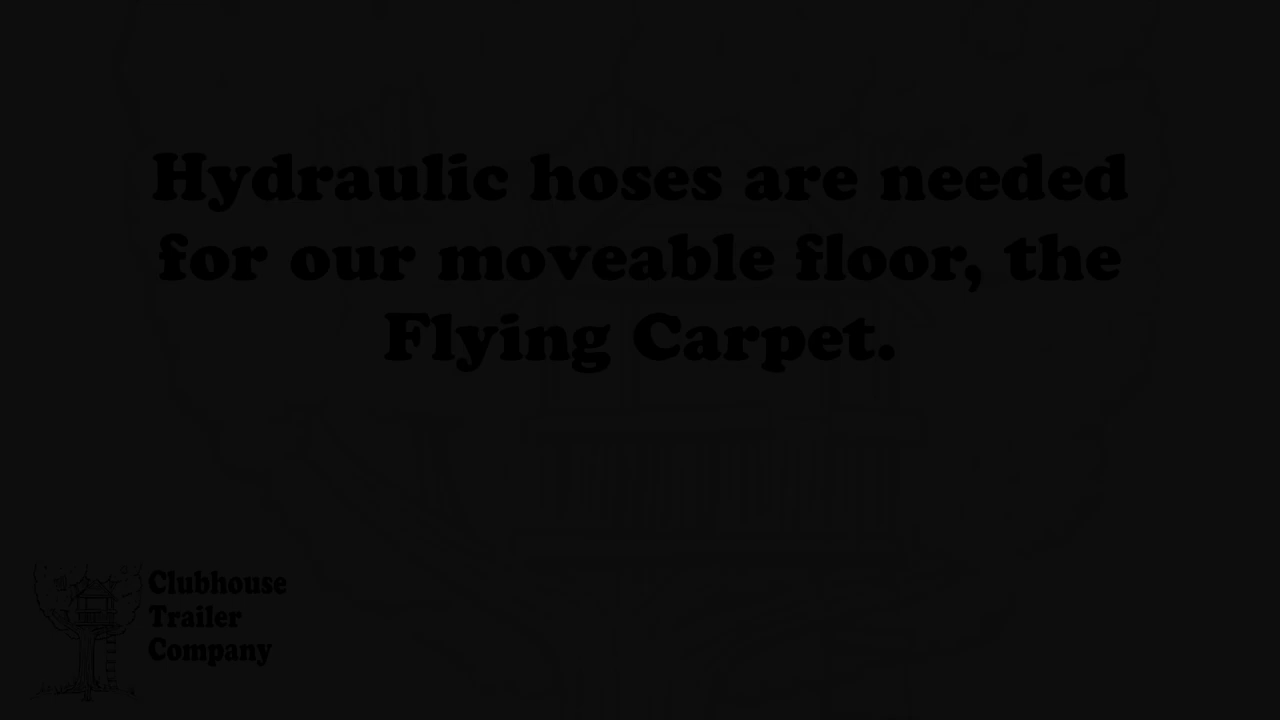 Hydraulic hoses are needed
for our moveable floor, the
Flying Carpet.
Clubhouse
Trailer
Company